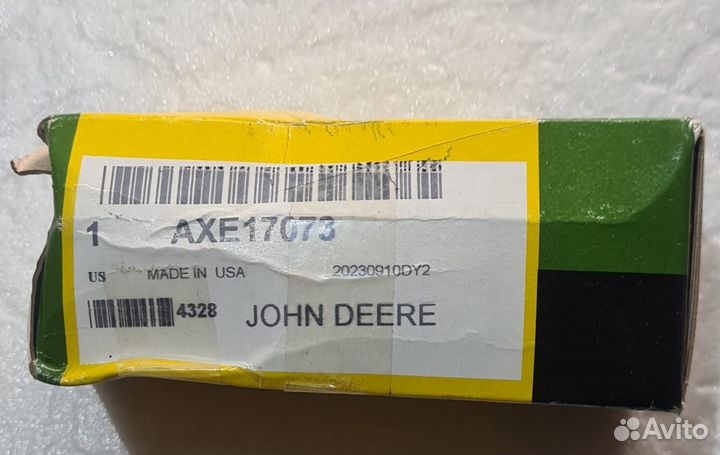 1 AXE17073
US MADE IN USA 20230910DY2
4328 JOHN DEERE
Avito